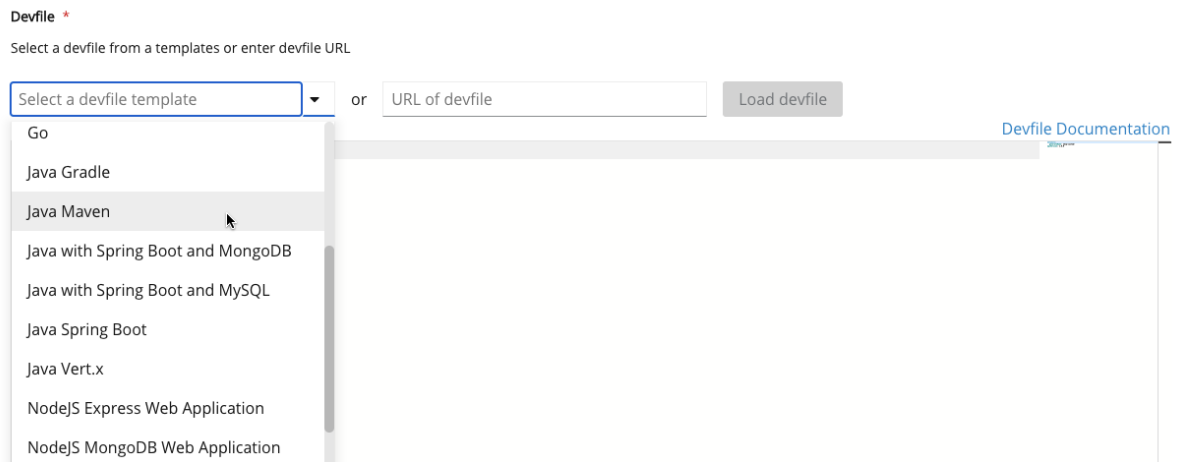 Devfile *
Select a devfile from a templates or enter devfile URL
Select a devfile template or URL of devfile Load devfile
Devfile Documentation
Go
Java Gradle
Java Maven
Java with Spring Boot and MongoDB
Java with Spring Boot and MySQL
Java Spring Boot
Java Vert.x
NodeJS Express Web Application
NodeJS MongoDB Web Application